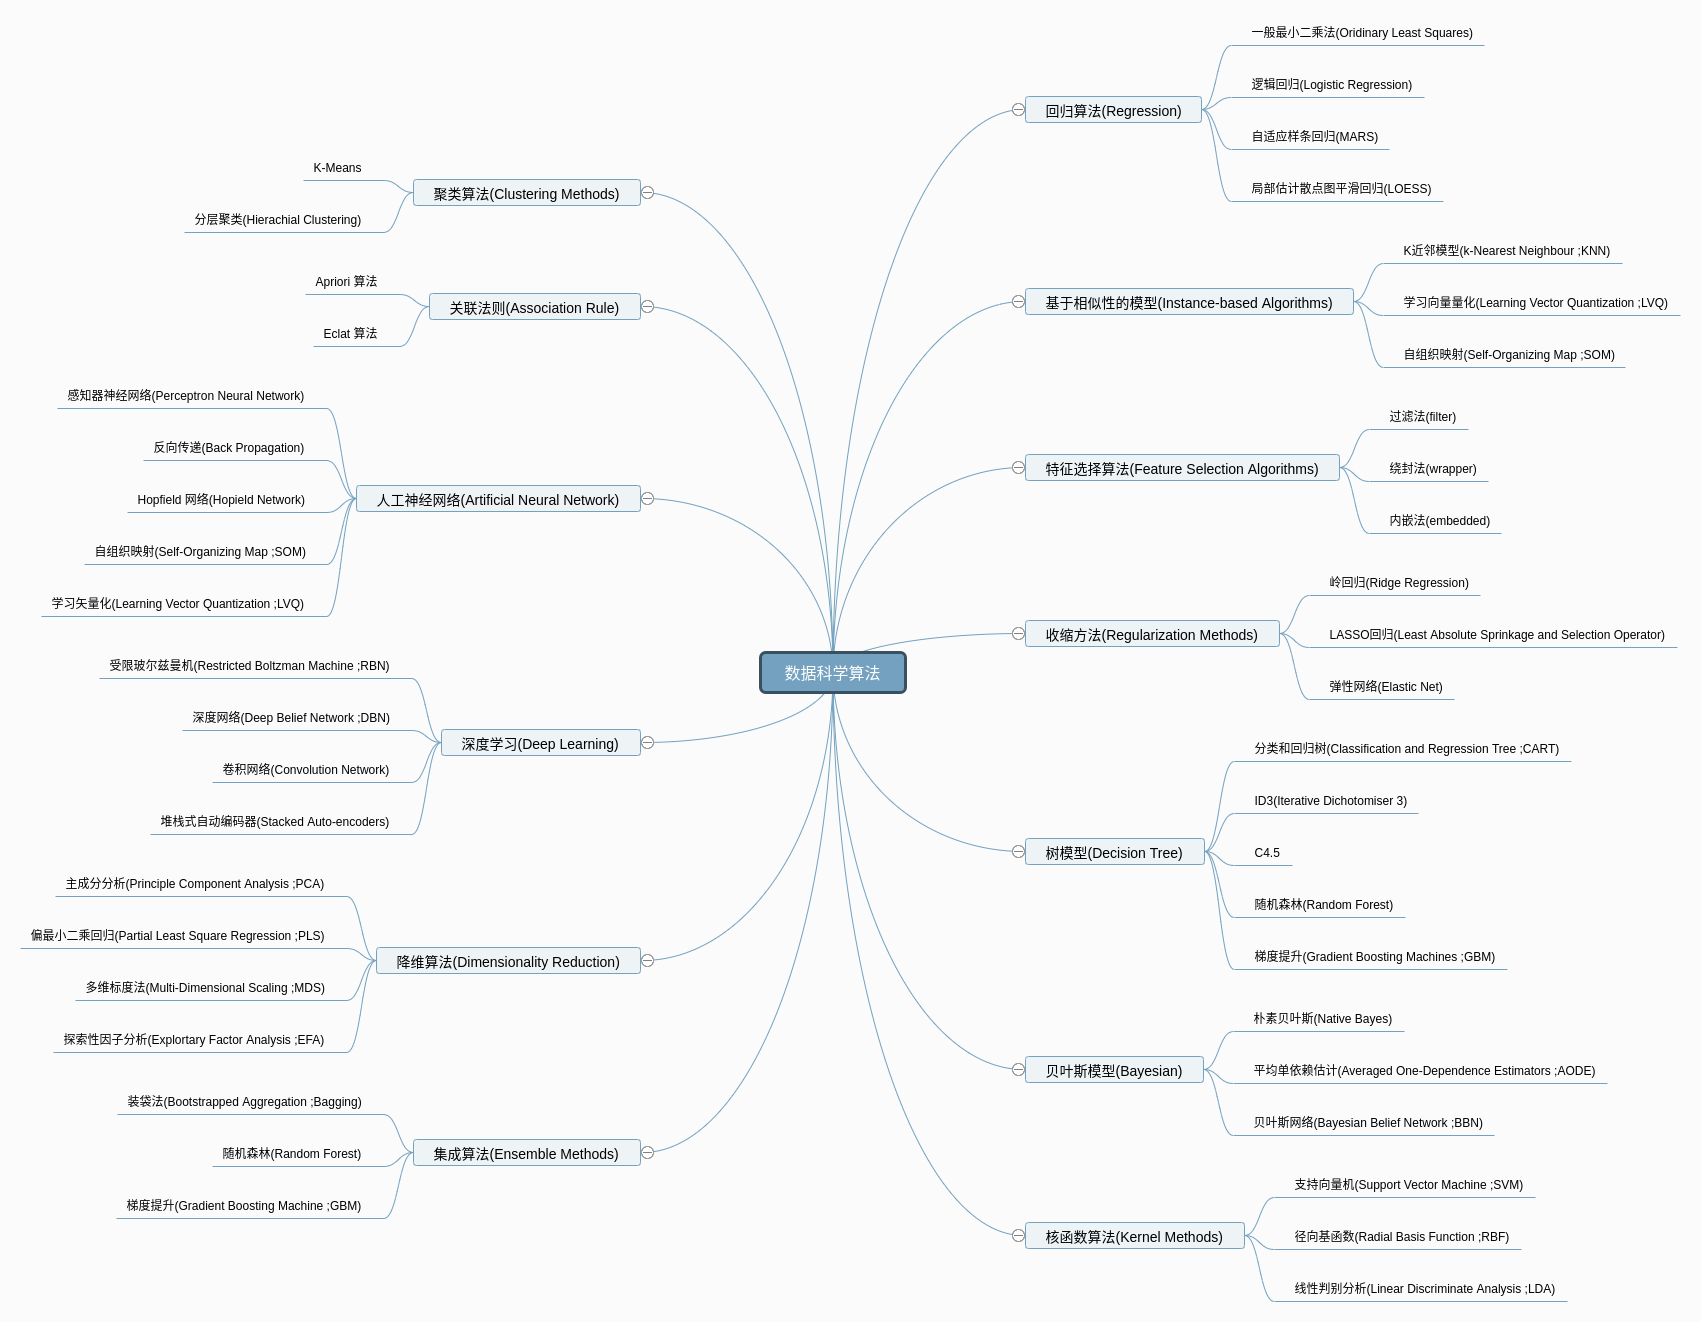 数据科学算法
回归算法(Regression)
一般最小二乘法(Oridinary Least Squares)
逻辑回归(Logistic Regression)
自适应样条回归(MARS)
局部估计散点图平滑回归(LOESS)
基于相似性的模型(Instance-based Algorithms)
K近邻模型(k-Nearest Neighbour ;KNN)
学习向量量化(Learning Vector Quantization ;LVQ)
自组织映射(Self-Organizing Map ;SOM)
特征选择算法(Feature Selection Algorithms)
过滤法(filter)
绕封法(wrapper)
内嵌法(embedded)
收缩方法(Regularization Methods)
岭回归(Ridge Regression)
LASSO回归(Least Absolute Sprinkage and Selection Operator)
弹性网络(Elastic Net)
树模型(Decision Tree)
分类和回归树(Classification and Regression Tree ;CART)
ID3(Iterative Dichotomiser 3)
C4.5
随机森林(Random Forest)
梯度提升(Gradient Boosting Machines ;GBM)
贝叶斯模型(Bayesian)
朴素贝叶斯(Native Bayes)
平均单依赖估计(Averaged One-Dependence Estimators ;AODE)
贝叶斯网络(Bayesian Belief Network ;BBN)
核函数算法(Kernel Methods)
支持向量机(Support Vector Machine ;SVM)
径向基函数(Radial Basis Function ;RBF)
线性判别分析(Linear Discriminate Analysis ;LDA)
聚类算法(Clustering Methods)
K-Means
分层聚类(Hierachial Clustering)
关联法则(Association Rule)
Apriori 算法
Eclat 算法
人工神经网络(Artificial Neural Network)
感知器神经网络(Perceptron Neural Network)
反向传递(Back Propagation)
Hopfield 网络(Hopield Network)
自组织映射(Self-Organizing Map ;SOM)
学习矢量化(Learning Vector Quantization ;LVQ)
深度学习(Deep Learning)
受限玻尔兹曼机(Restricted Boltzman Machine ;RBN)
深度网络(Deep Belief Network ;DBN)
卷积网络(Convolution Network)
堆栈式自动编码器(Stacked Auto-encoders)
降维算法(Dimensionality Reduction)
主成分分析(Principle Component Analysis ;PCA)
偏最小二乘回归(Partial Least Square Regression ;PLS)
多维标度法(Multi-Dimensional Scaling ;MDS)
探索性因子分析(Explortary Factor Analysis ;EFA)
集成算法(Ensemble Methods)
装袋法(Bootstrapped Aggregation ;Bagging)
随机森林(Random Forest)
梯度提升(Gradient Boosting Machine ;GBM)